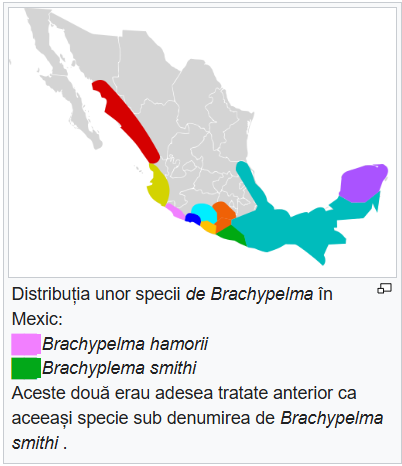 Distribuția unor specii de Brachypelma în
Mexic:
Brachypelma hamorii
Brachyplema smithi
Aceste două erau adesea tratate anterior ca
aceeași specie sub denumirea de Brachypelma
smithi .